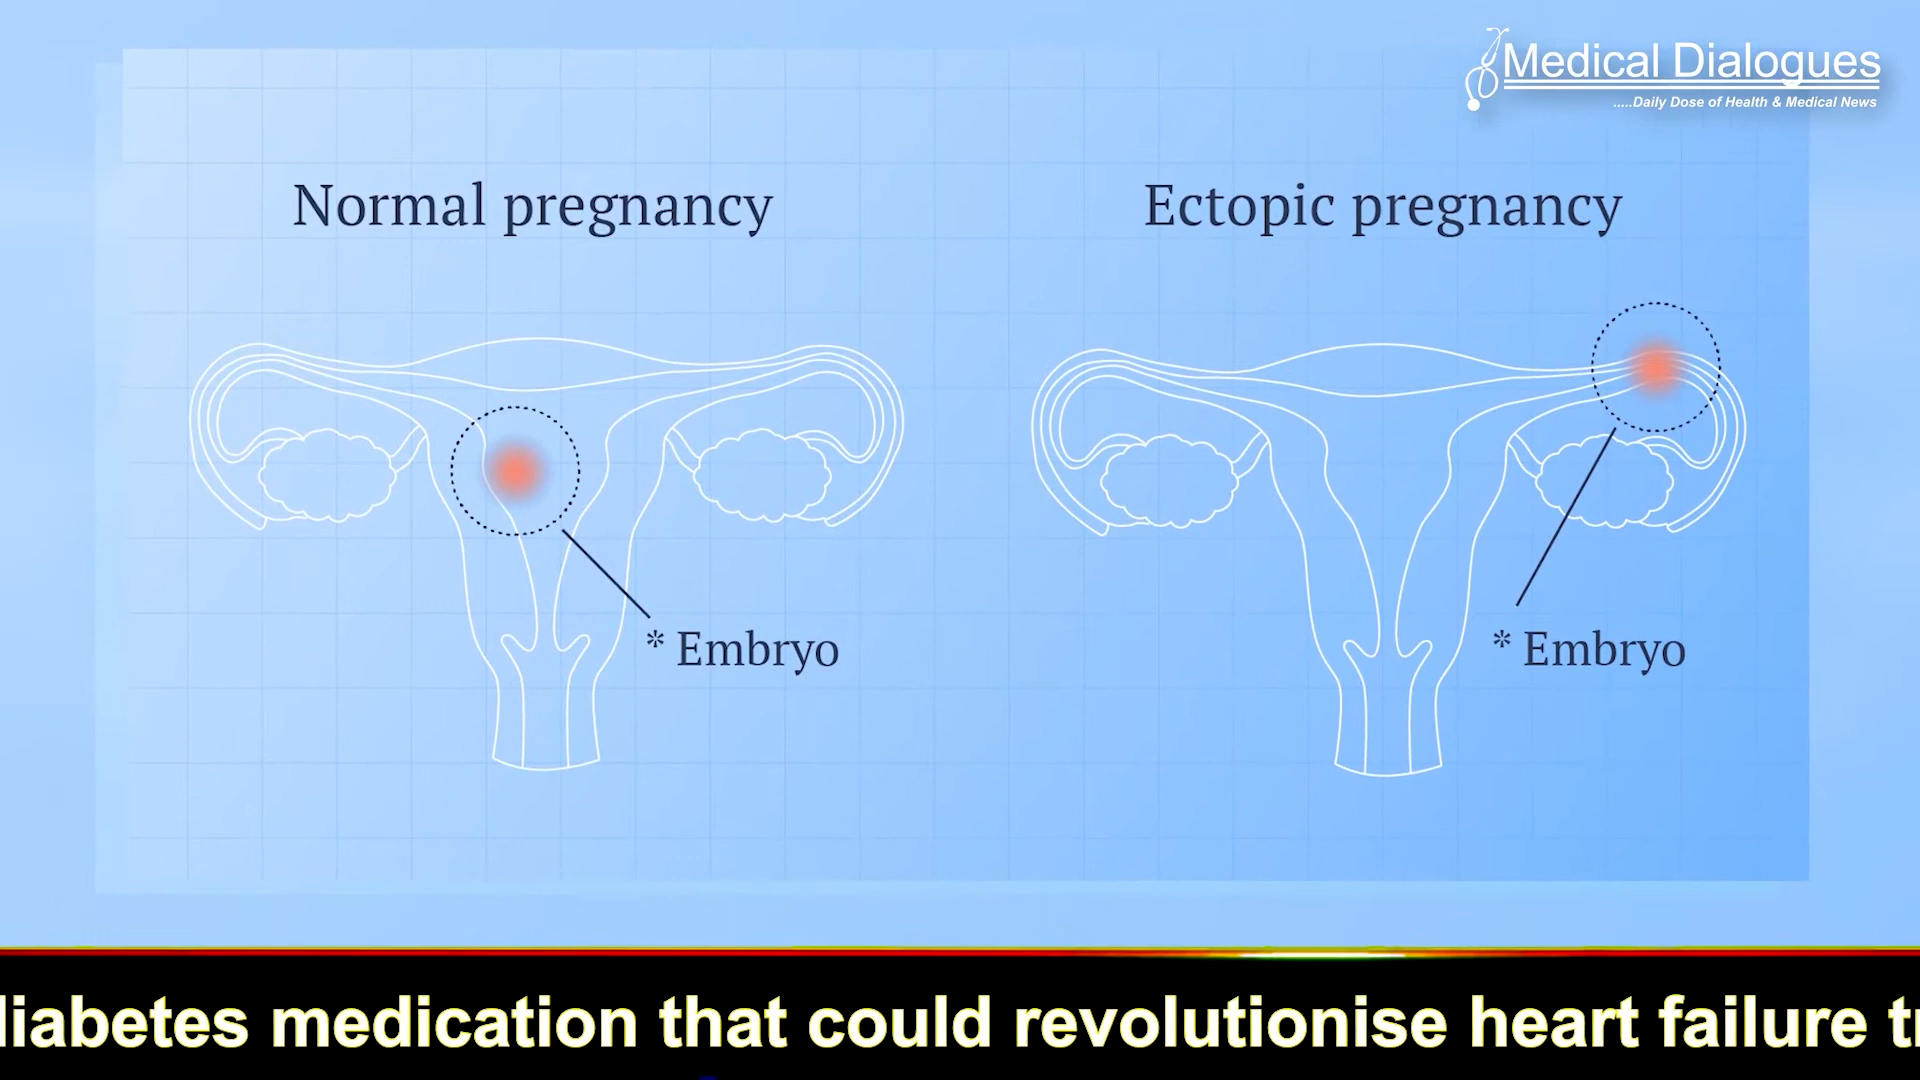 Medical Dialogues
.....Daily Dose of Health & Medical News
Normal pregnancy
Ectopic pregnancy
* Embryo
* Embryo
medication that could revolutionise heart failure